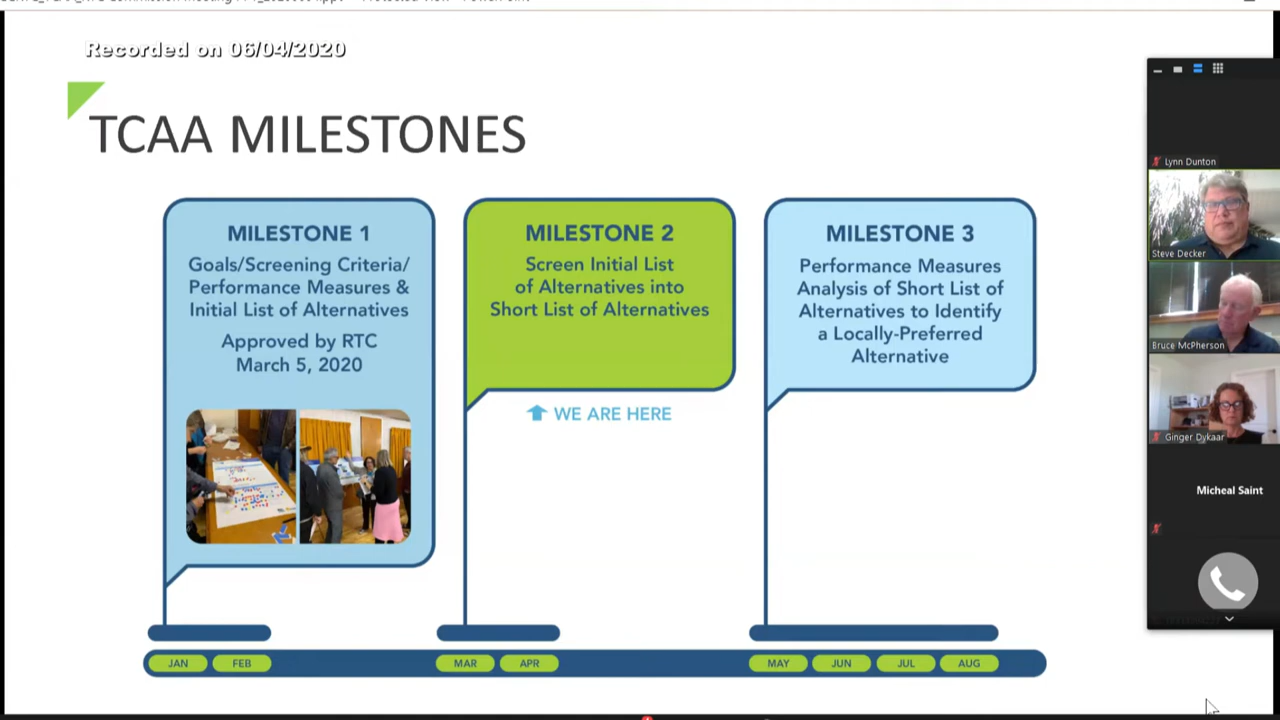 Recorded on 06/04/2020
TCAA MILESTONES
MILESTONE 1
Goals/Screening Criteria/
Performance Measures &
Initial List of Alternatives
Approved by RTC
March 5, 2020
MILESTONE 2
Screen Initial List
of Alternatives into
Short List of Alternatives
WE ARE HERE
MILESTONE 3
Performance Measures
Analysis of Short List of
Alternatives to Identify
a Locally-Preferred
Alternative
JAN FEB MAR APR MAY JUN JUL AUG
Lynn Dunton
Steve Decker
Bruce McPherson
Ginger Dykaar
Micheal Saint